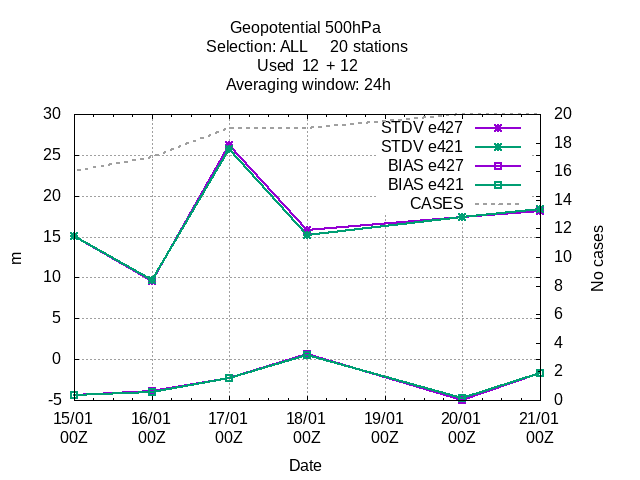 Geopotential 500hPa
Selection: ALL 20 stations
Used 12 + 12
Averaging window: 24h
30
25
20
15
10
5
0
-5
m
20
18
16
14
12
10
8
6
4
2
0
No cases
STDV e427
STDV e421
BIAS e427
BIAS e421
CASES
15/01 16/01 17/01 18/01 19/01 20/01 21/01
00Z 00Z 00Z 00Z 00Z 00Z 00Z
Date